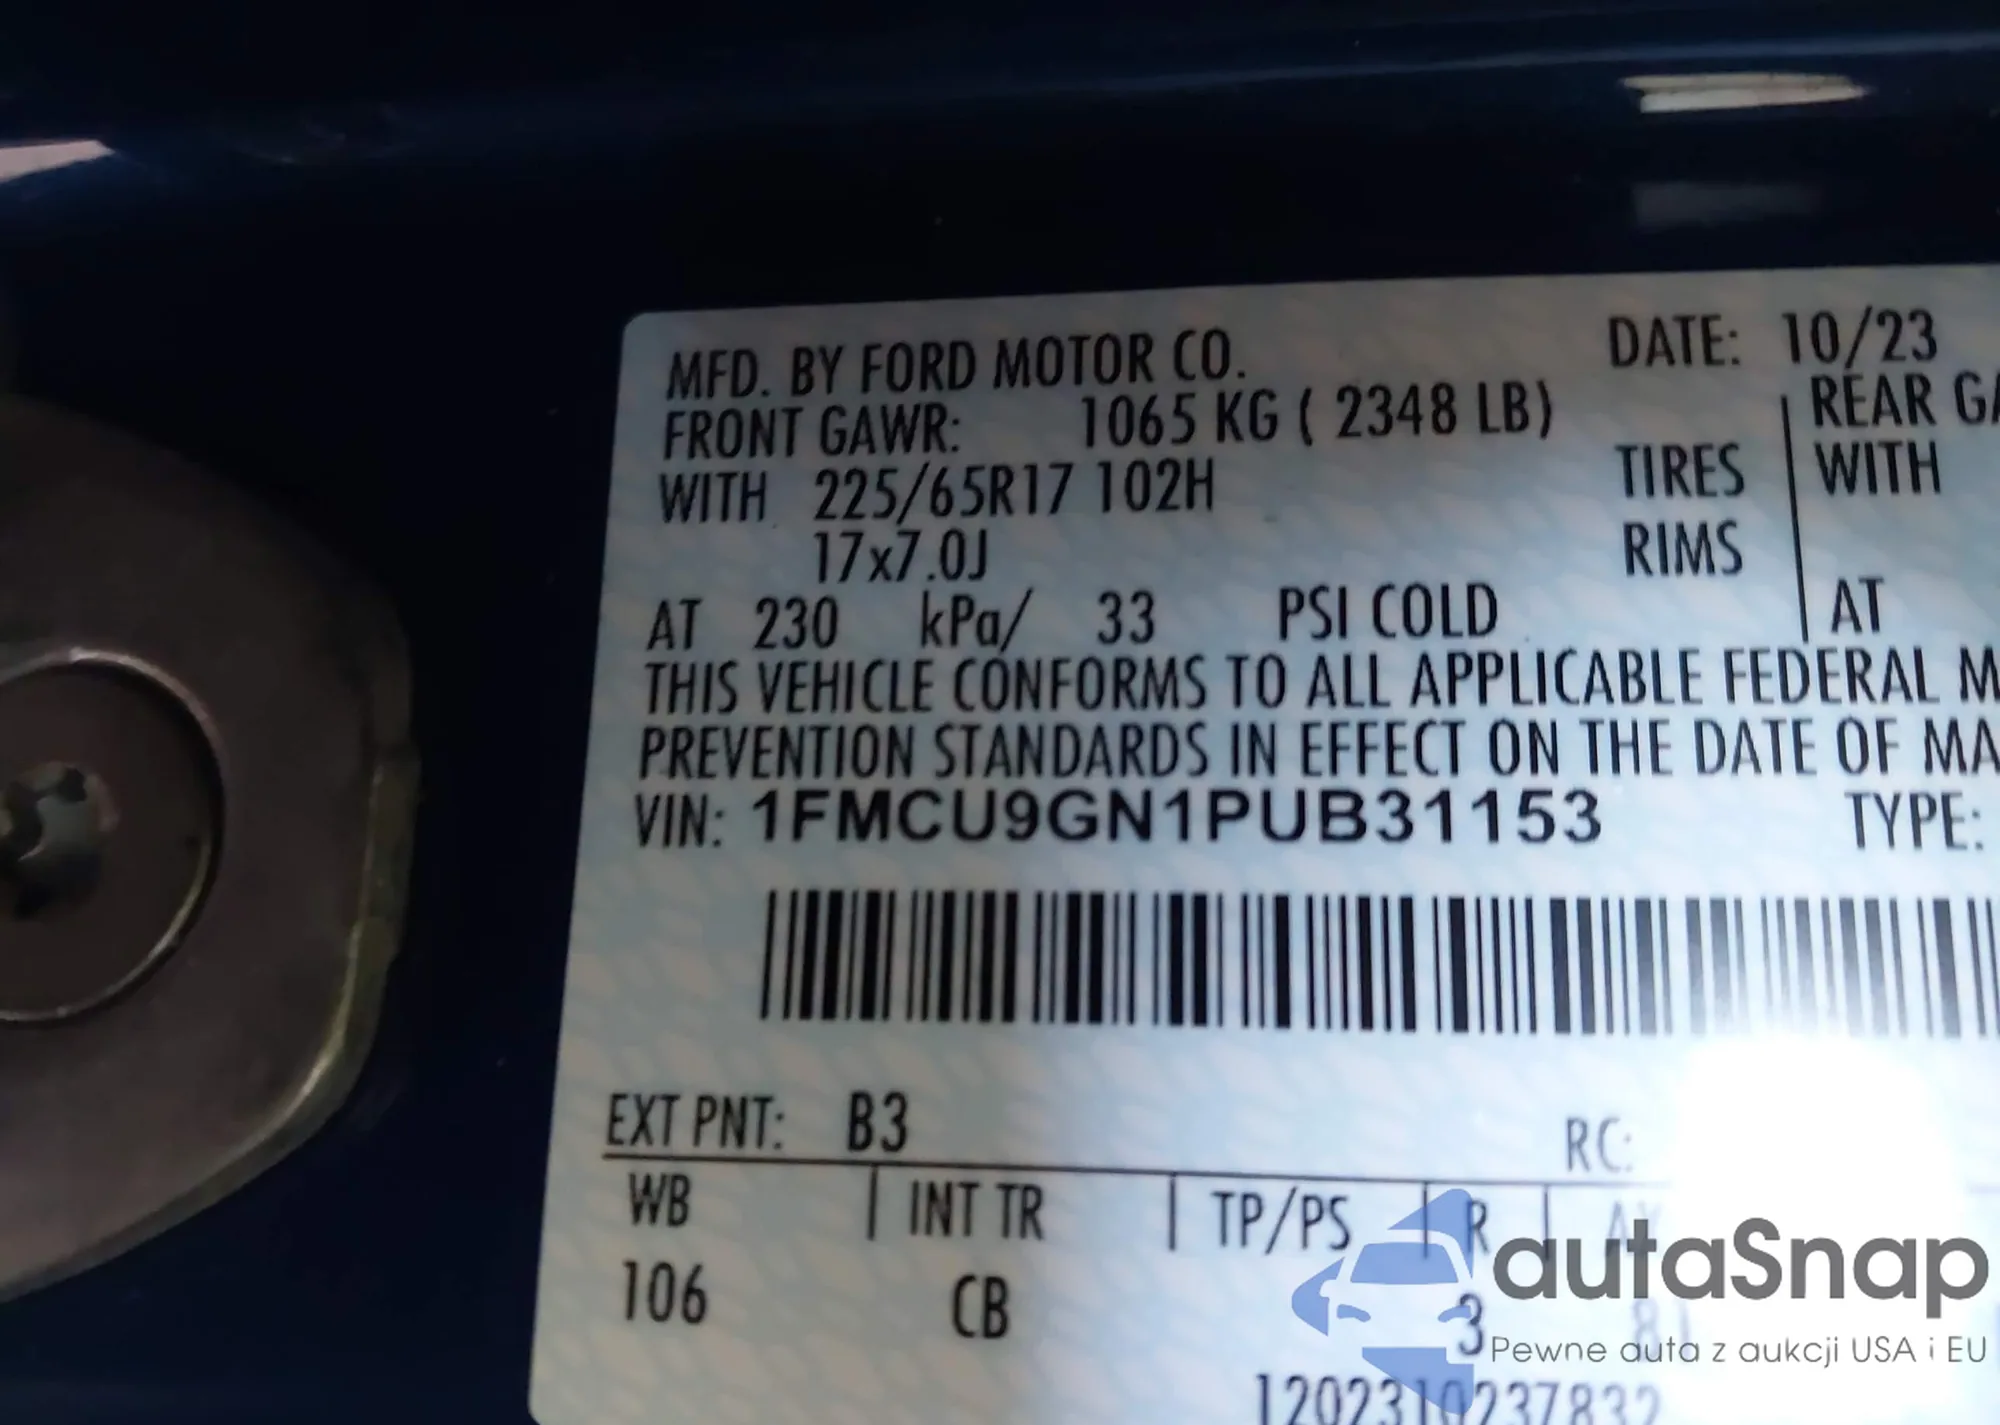 MFD. BY FORD MOTOR CO. DATE: 10/23
FRONT GAWR: 1065 KG ( 2348 LB) REAR GA
WITH 225/65R17 102H TIRES WITH
17x7.0J RIMS
AT 230 kPa/ 33 PSI COLD AT
THIS VEHICLE CONFORMS TO ALL APPLICABLE FEDERAL M
PREVENTION STANDARDS IN EFFECT ON THE DATE OF MA
VIN: 1FMCU9GN1PUB31153 TYPE:
EXT PNT: B3 RC:
WB INT TR TP/PS R
106 CB 3
autaSnap
Pewne auta z aukcji USA i EU
1202310237832